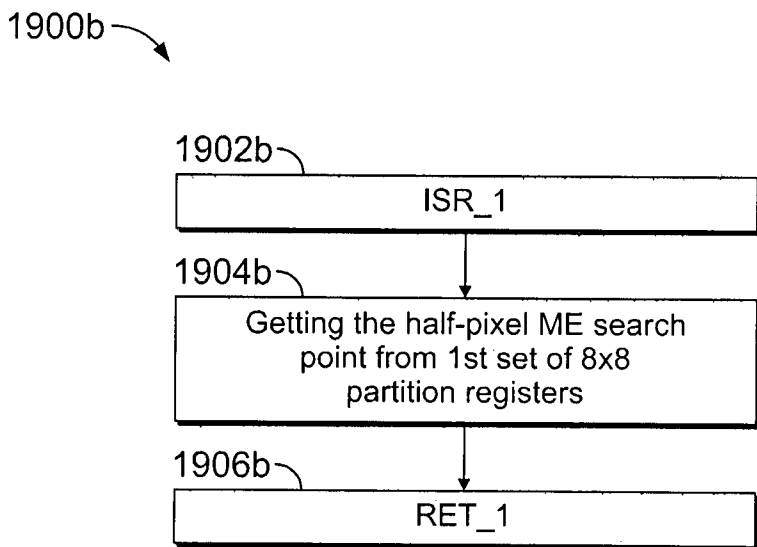 1900b
1902b
ISR_1
1904b
Getting the half-pixel ME search
point from 1st set of 8x8
partition registers
1906b
RET_1